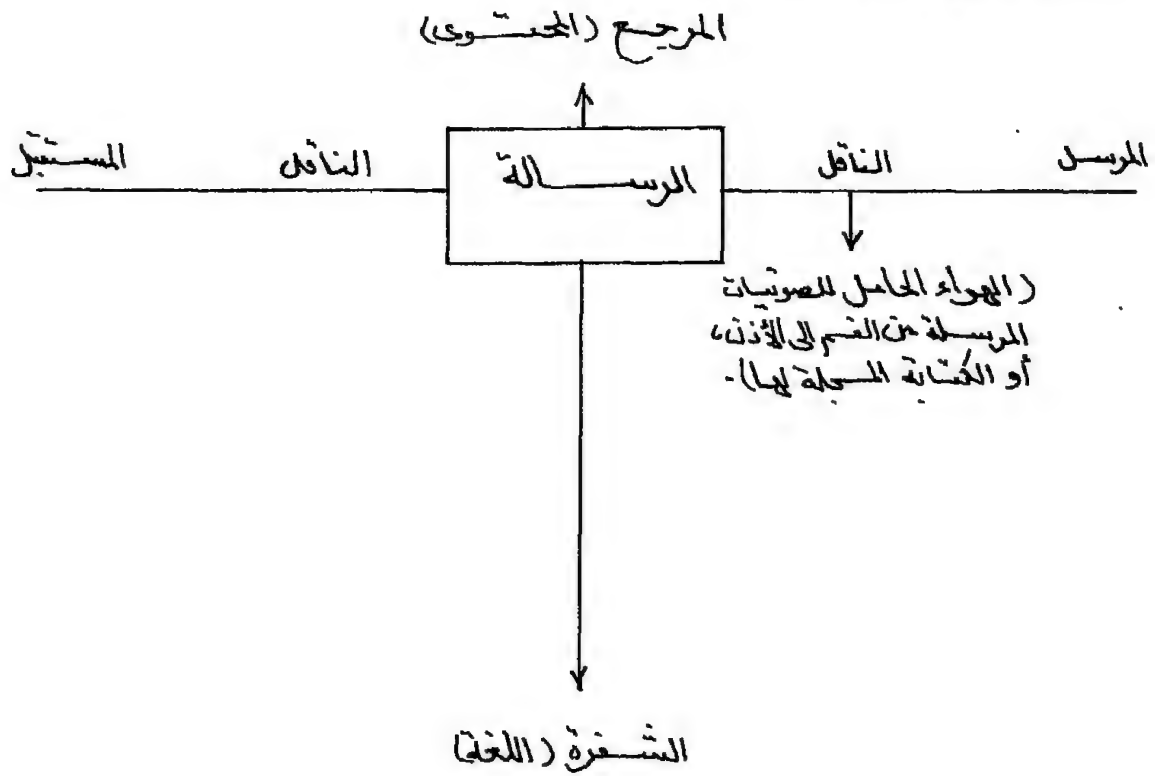 المرجع (المحتوى)
المرسل الناقل الرسالة الناقل المستقبل
(الهواء الحامل للصوتيات
المرسلة من الفم إلى الأذن،
أو الكتابة المسجلة لها).
الشفرة (اللغة)